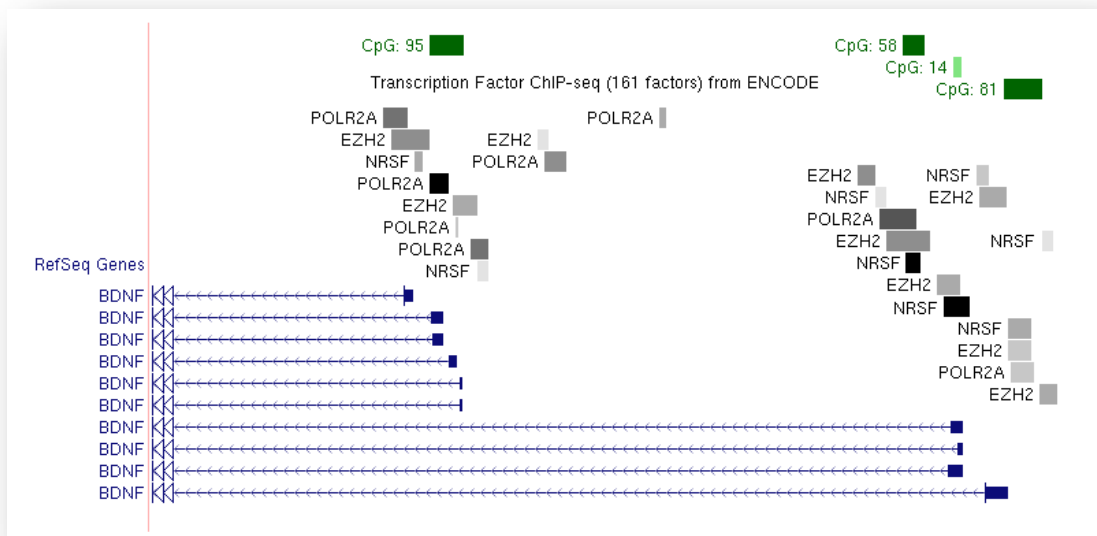 CpG: 95
CpG: 58
CpG: 14
CpG: 81
Transcription Factor ChIP-seq (161 factors) from ENCODE
POLR2A POLR2A
EZH2 EZH2
NRSF POLR2A
EZH2 NRSF
POLR2A
NRSF EZH2
EZH2
POLR2A
POLR2A
EZH2 NRSF
POLR2A
NRSF
RefSeq Genes
NRSF
EZH2
BDNF
NRSF
BDNF
NRSF
BDNF
EZH2
BDNF
POLR2A
BDNF
EZH2
BDNF
BDNF
BDNF
BDNF
BDNF